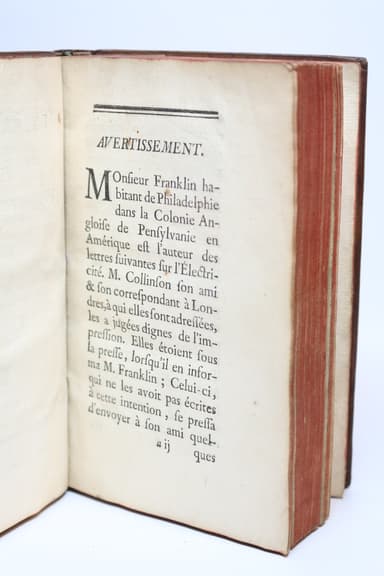 AVERTISSEMENT.
MOnſieur Franklin ha-
bitant de Philadelphie
dans la Colonie An-
gloiſe de Penſylvanie en
Amérique eſt l'auteur des
lettres ſuivantes ſur l'Électri-
cité. M. Collinſon ſon ami
& ſon correſpondant à Lon-
dres, à qui elles ſont adreſſées,
les a jugées dignes de l'im-
preſſion. Elles étoient ſous
la preſſe, lorſqu'il en infor-
ma M. Franklin ; Celui-ci,
qui ne les avoit pas écrites
à cette intention, ſe preſſa
d'envoyer à ſon ami quel-
a ij
ques